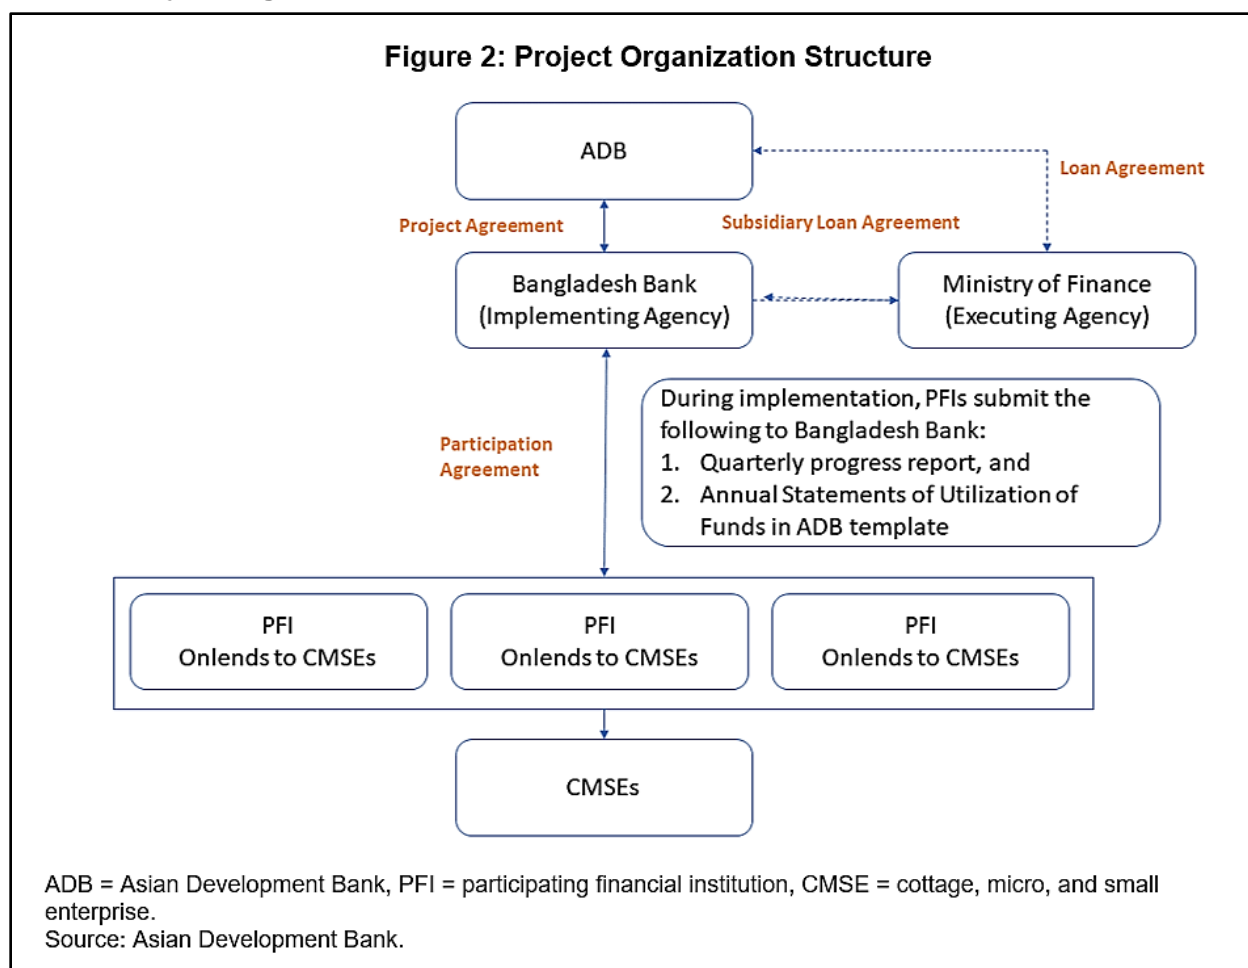 Figure 2: Project Organization Structure
ADB
Loan Agreement
Project Agreement
Subsidiary Loan Agreement
Bangladesh Bank
(Implementing Agency)
Ministry of Finance
(Executing Agency)
During implementation, PFIs submit the
following to Bangladesh Bank:
1. Quarterly progress report, and
2. Annual Statements of Utilization of
Funds in ADB template
Participation
Agreement
PFI
Onlends to CMSEs
PFI
Onlends to CMSEs
PFI
Onlends to CMSEs
CMSEs
ADB = Asian Development Bank, PFI = participating financial institution, CMSE = cottage, micro, and small
enterprise.
Source: Asian Development Bank.